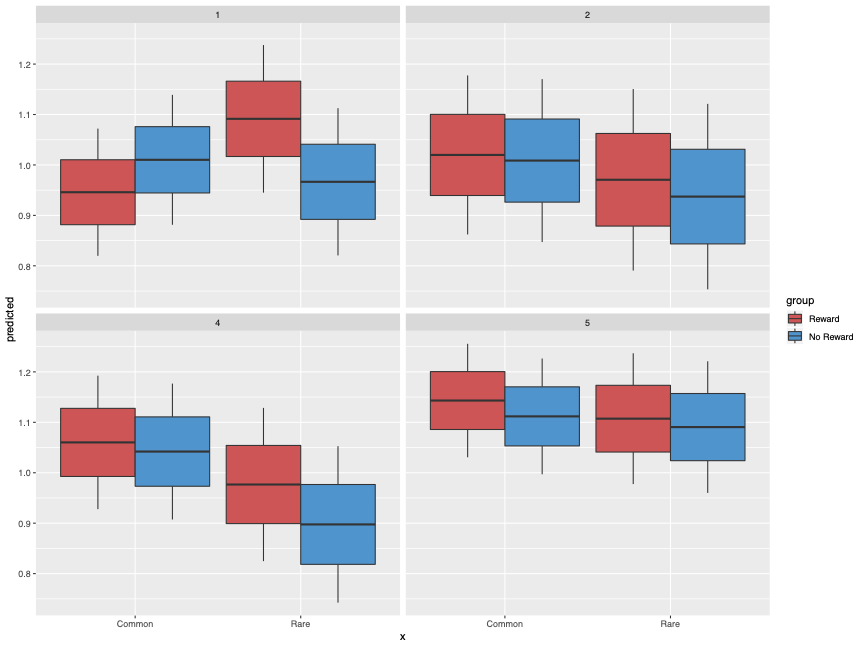 1
2
1.2
1.1
1.0
0.9
0.8
predicted
4
5
1.2
1.1
1.0
0.9
0.8
Common
Rare
Common
Rare
x
group
Reward
No Reward